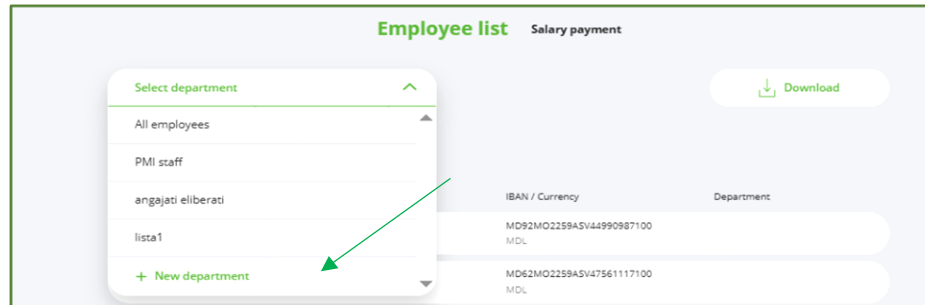 Employee list Salary payment
Select department
Download
All employees
PMI staff
angajati eliberati
lista1
+ New department
IBAN / Currency Department
MD92MO2259ASV44990987100
MDL
MD62MO2259ASV47561117100
MDL